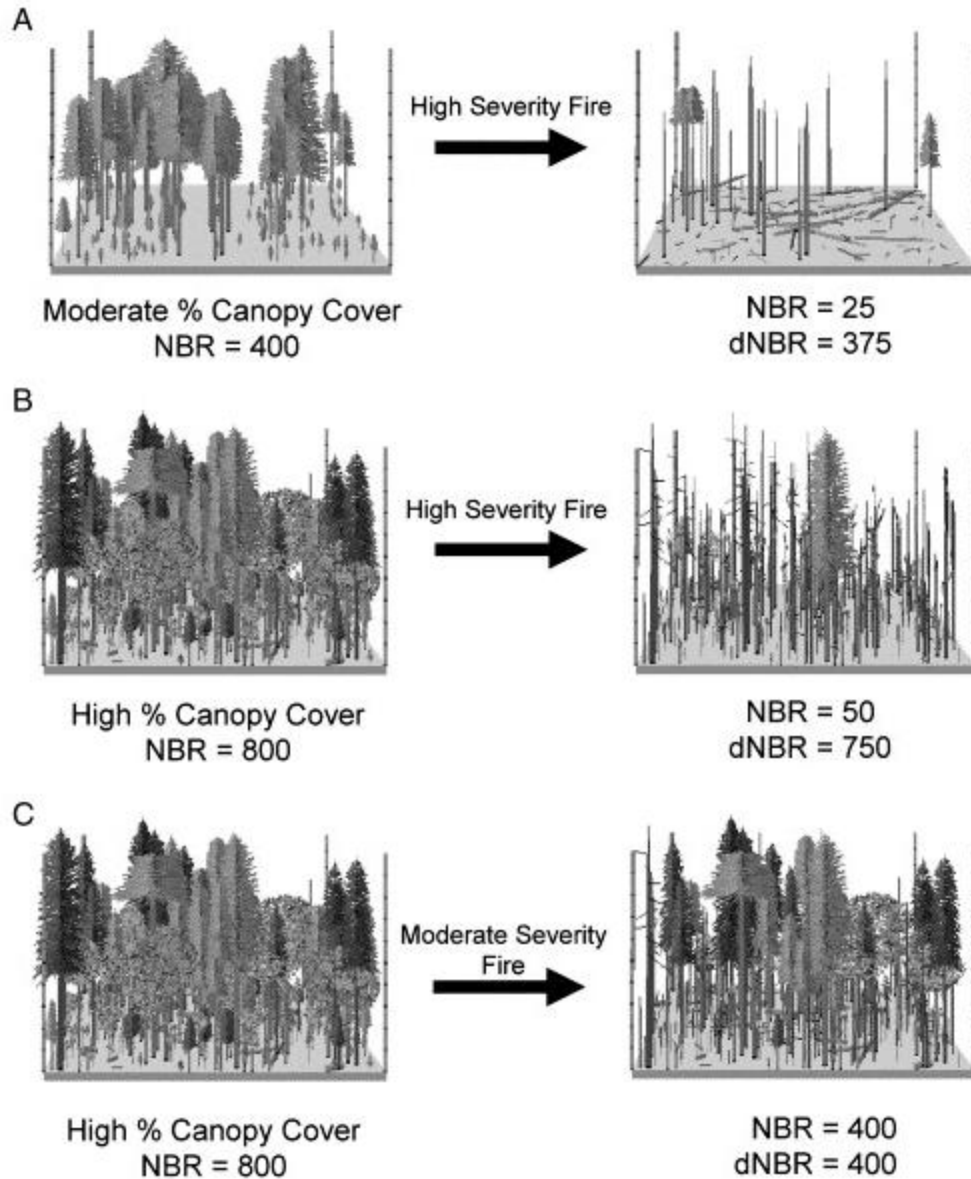 A
High Severity Fire
Moderate % Canopy Cover
NBR = 400
NBR = 25
dNBR = 375
B
High Severity Fire
High % Canopy Cover
NBR = 800
NBR = 50
dNBR = 750
C
Moderate Severity
Fire
High % Canopy Cover
NBR = 800
NBR = 400
dNBR = 400